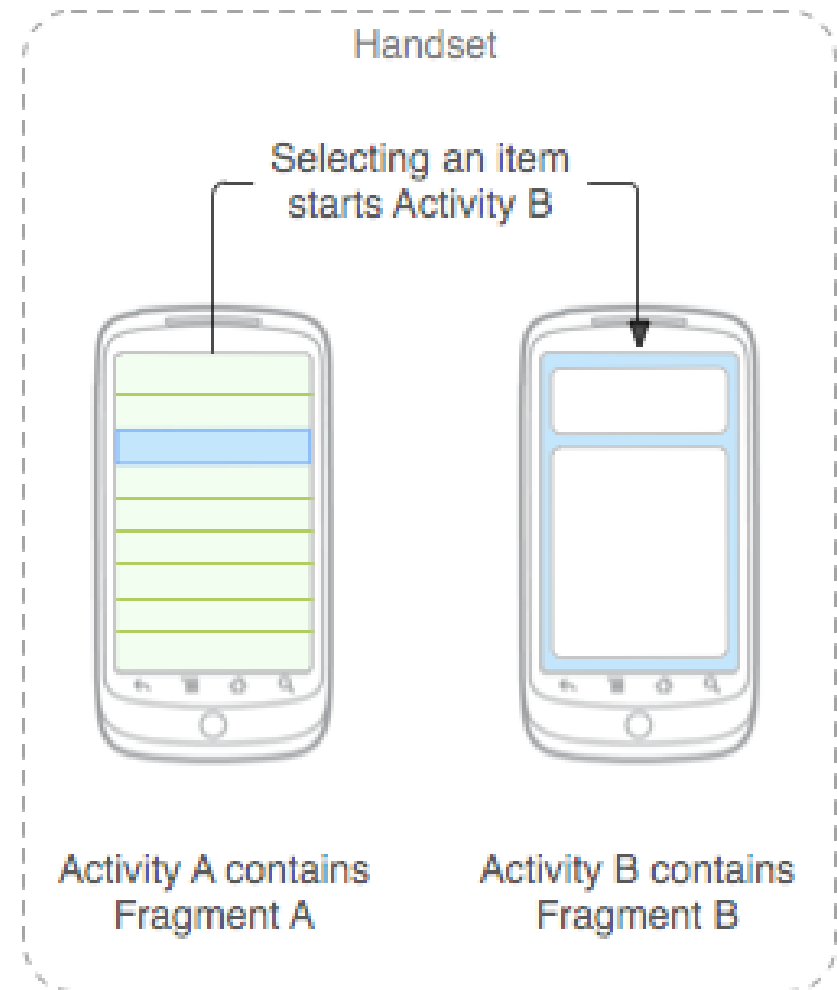 Handset
Selecting an item
starts Activity B
Activity A contains
Fragment A
Activity B contains
Fragment B